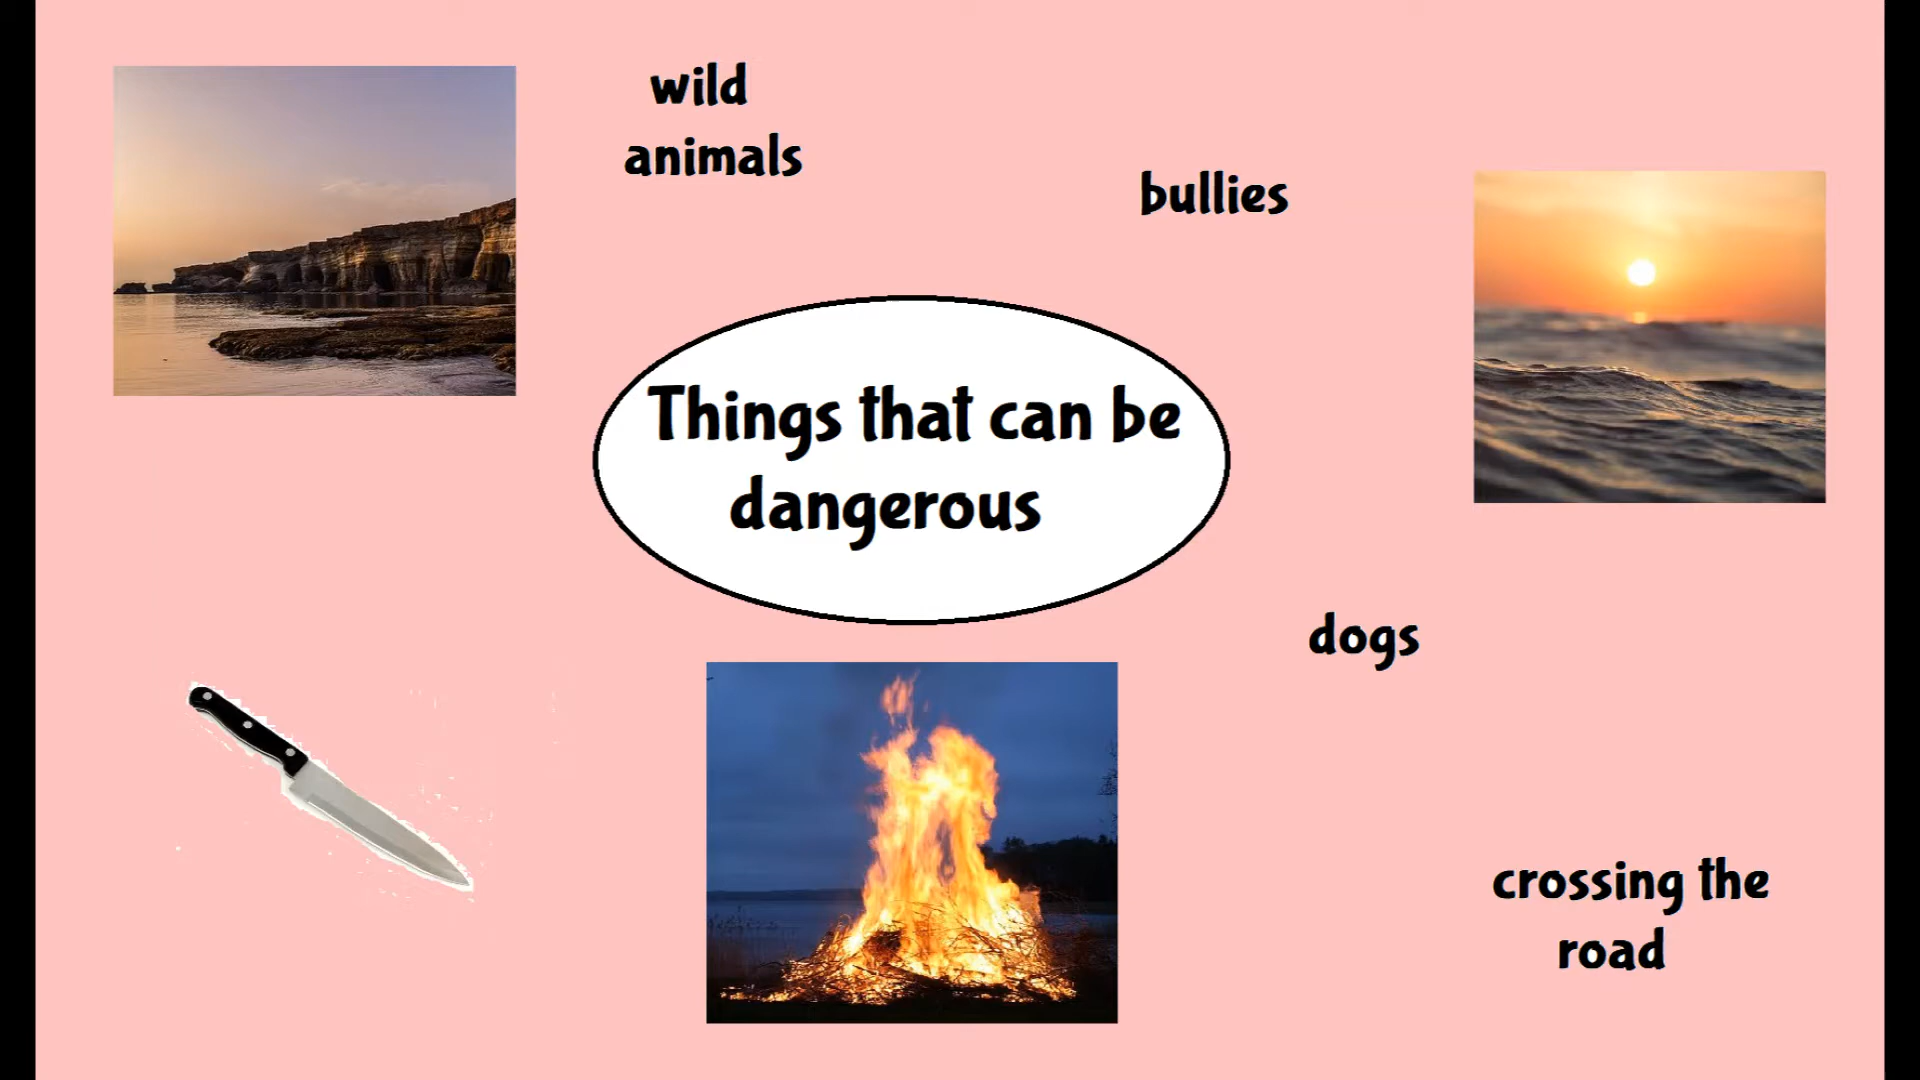 wild
animals
bullies
Things that can be
dangerous
dogs
crossing the
road